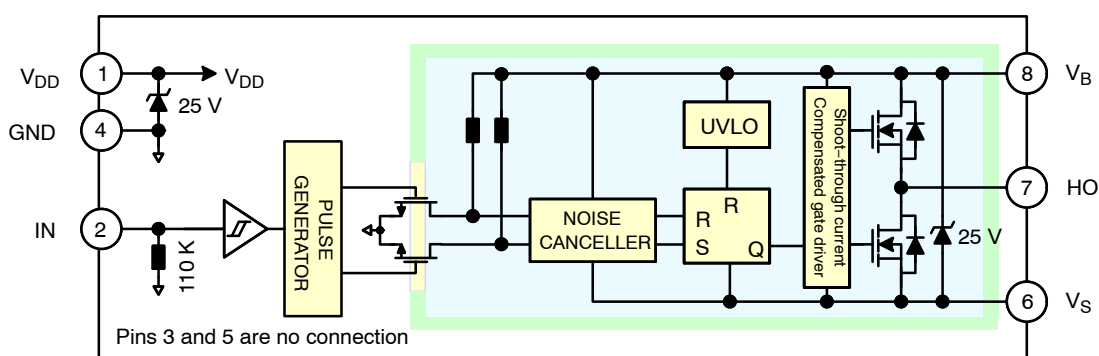 VDD
1
VDD
25 V
GND
4
IN
2
110 K
PULSE
GENERATOR
NOISE
CANCELLER
UVLO
R
R
S
Q
Shoot-through current
Compensated gate driver
25 V
8
VB
7
HO
6
VS
Pins 3 and 5 are no connection